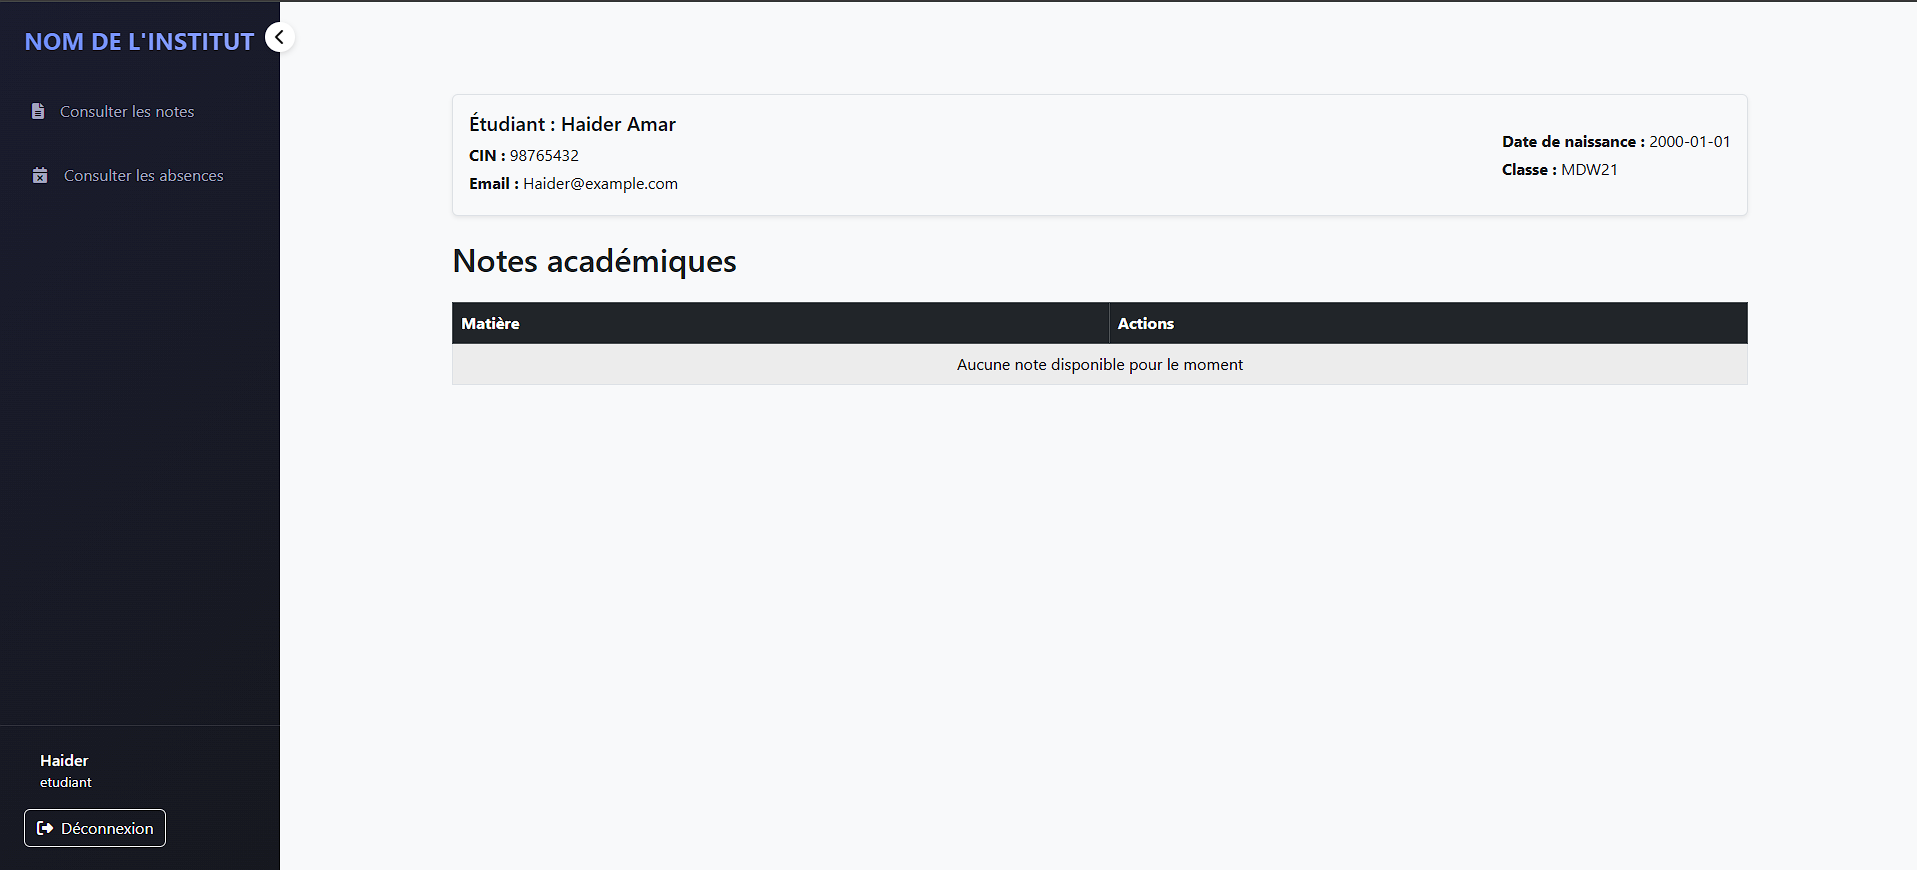 NOM DE L'INSTITUT
Consulter les notes
Consulter les absences
Étudiant : Haider Amar
CIN : 98765432
Email : Haider@example.com
Date de naissance : 2000-01-01
Classe : MDW21
Notes académiques
Matière
Actions
Aucune note disponible pour le moment
Haider
etudiant
Déconnexion